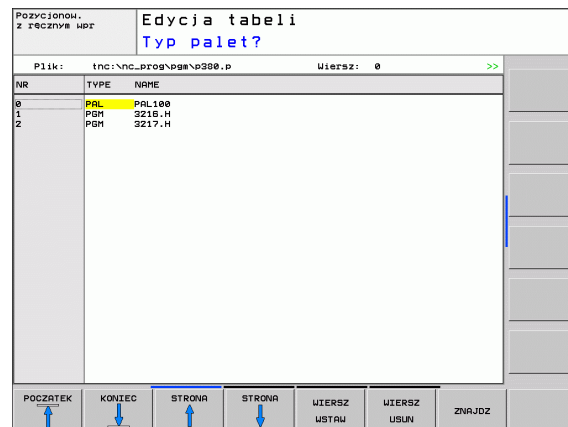 Pozycjonow.
z ręcznym wpr
Edycja tabeli
Typ palet?
Plik: tnc:\nc_prog\pgm\p380.p Wiersz: 0 >>
NR TYPE NAME
0 PAL PAL100
1 PGM 3216.H
2 PGM 3217.H
POCZATEK KONIEC STRONA STRONA WIERSZ WIERSZ ZNAJDZ
WSTAW USUN